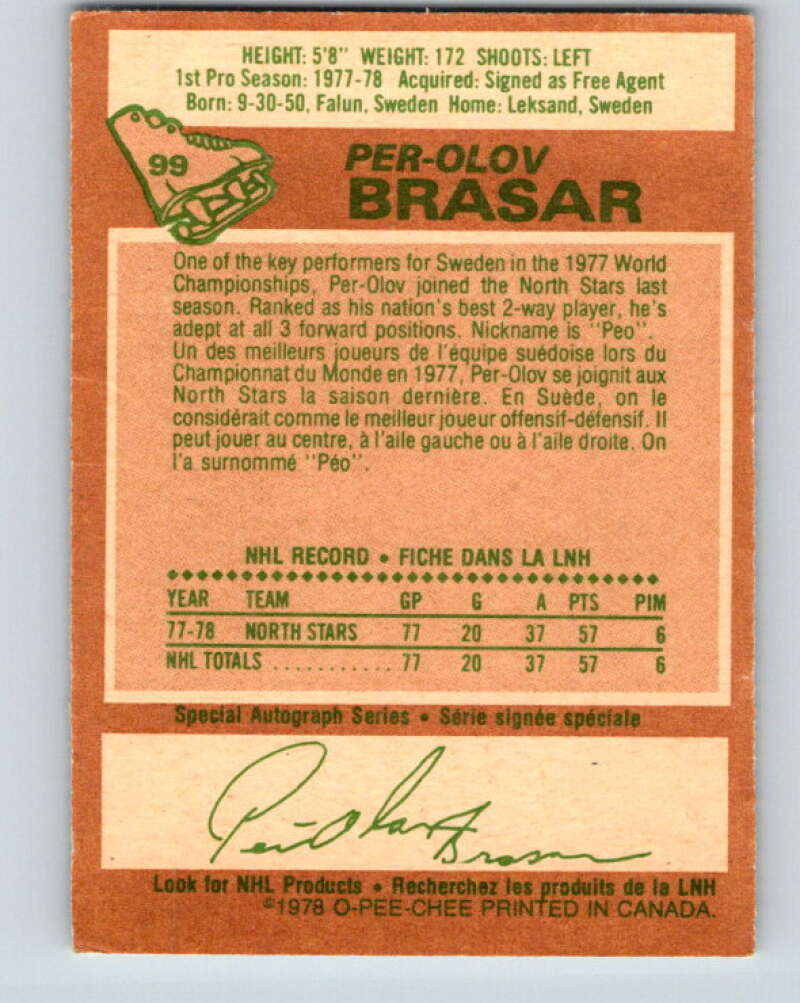 HEIGHT: 5'8" WEIGHT: 172 SHOOTS: LEFT
1st Pro Season: 1977-78 Acquired: Signed as Free Agent
Born: 9-30-50, Falun, Sweden Home: Leksand, Sweden
99
PER-OLOV
BRASAR
One of the key performers for Sweden in the 1977 World
Championships, Per-Olov joined the North Stars last
season. Ranked as his nation's best 2-way player, he's
adept at all 3 forward positions. Nickname is "Peo".
Un des meilleurs joueurs de l'équipe suédoise lors du
Championnat du Monde en 1977, Per-Olov se joignit aux
North Stars la saison dernière. En Suède, on le
considérait comme le meilleur joueur offensif-défensif. Il
peut jouer au centre, à l'aile gauche ou à l'aile droite. On
l'a surnommé "Péo".
NHL RECORD • FICHE DANS LA LNH
YEAR TEAM GP G A PTS PIM
77-78 NORTH STARS 77 20 37 57 6
NHL TOTALS ........... 77 20 37 57 6
Special Autograph Series • Série signée spéciale
Per-Olov Brasar
Look for NHL Products • Recherchez les produits de la LNH
©1978 O-PEE-CHEE PRINTED IN CANADA.